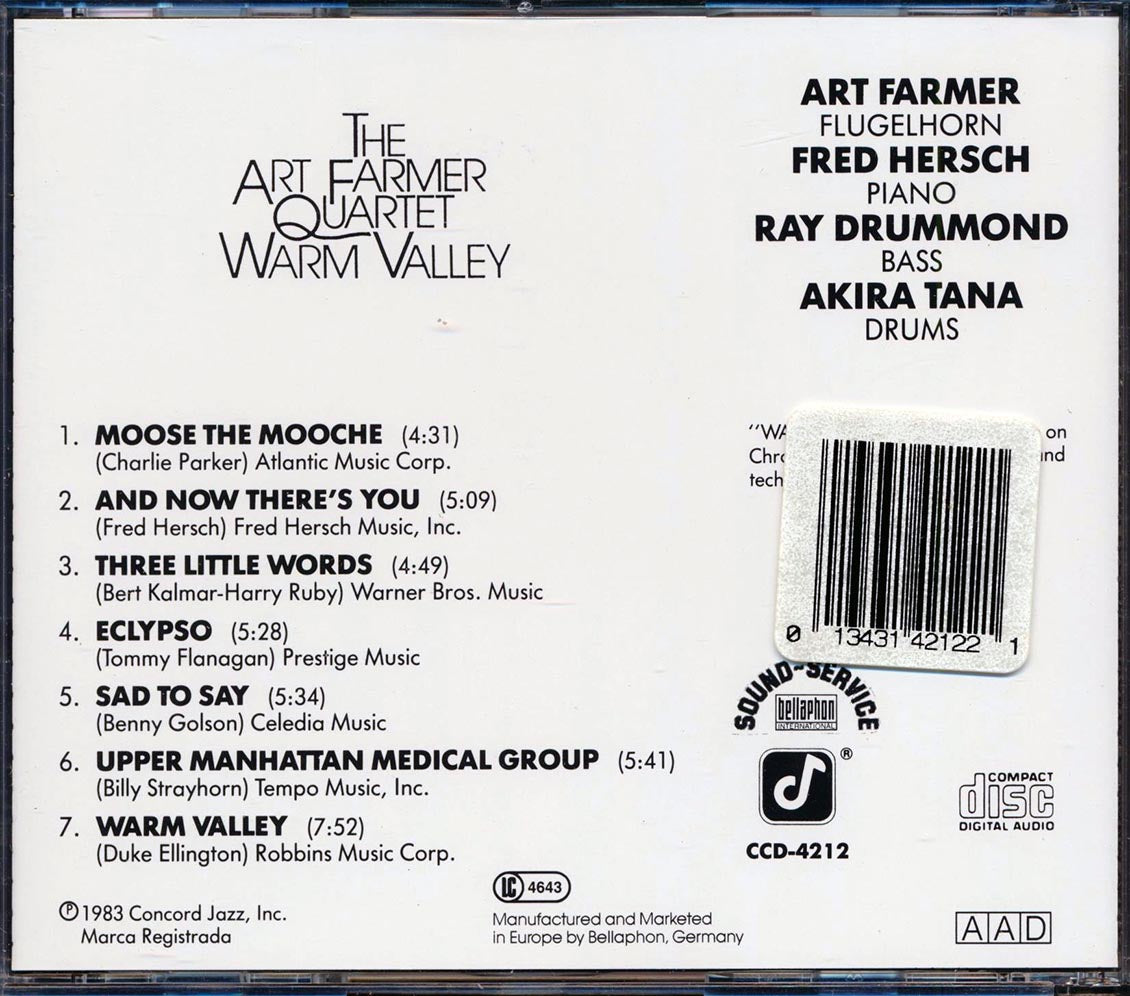 THE
ART FARMER
QUARTET
WARM VALLEY
ART FARMER
FLUGELHORN
FRED HERSCH
PIANO
RAY DRUMMOND
BASS
AKIRA TANA
DRUMS
1. MOOSE THE MOOCHE (4:31)
(Charlie Parker) Atlantic Music Corp.
2. AND NOW THERE'S YOU (5:09)
(Fred Hersch) Fred Hersch Music, Inc.
3. THREE LITTLE WORDS (4:49)
(Bert Kalmar-Harry Ruby) Warner Bros. Music
4. ECLYPSO (5:28)
(Tommy Flanagan) Prestige Music
5. SAD TO SAY (5:34)
(Benny Golson) Celedia Music
6. UPPER MANHATTAN MEDICAL GROUP (5:41)
(Billy Strayhorn) Tempo Music, Inc.
7. WARM VALLEY (7:52)
(Duke Ellington) Robbins Music Corp.
℗ 1983 Concord Jazz, Inc.
Marca Registrada
LC 4643
Manufactured and Marketed
in Europe by Bellaphon, Germany
on
0 13431 42122 1
SOUND~SERVICE
bellaphon
INTERNATIONAL
®
CCD-4212
COMPACT
disc
DIGITAL AUDIO
AAD